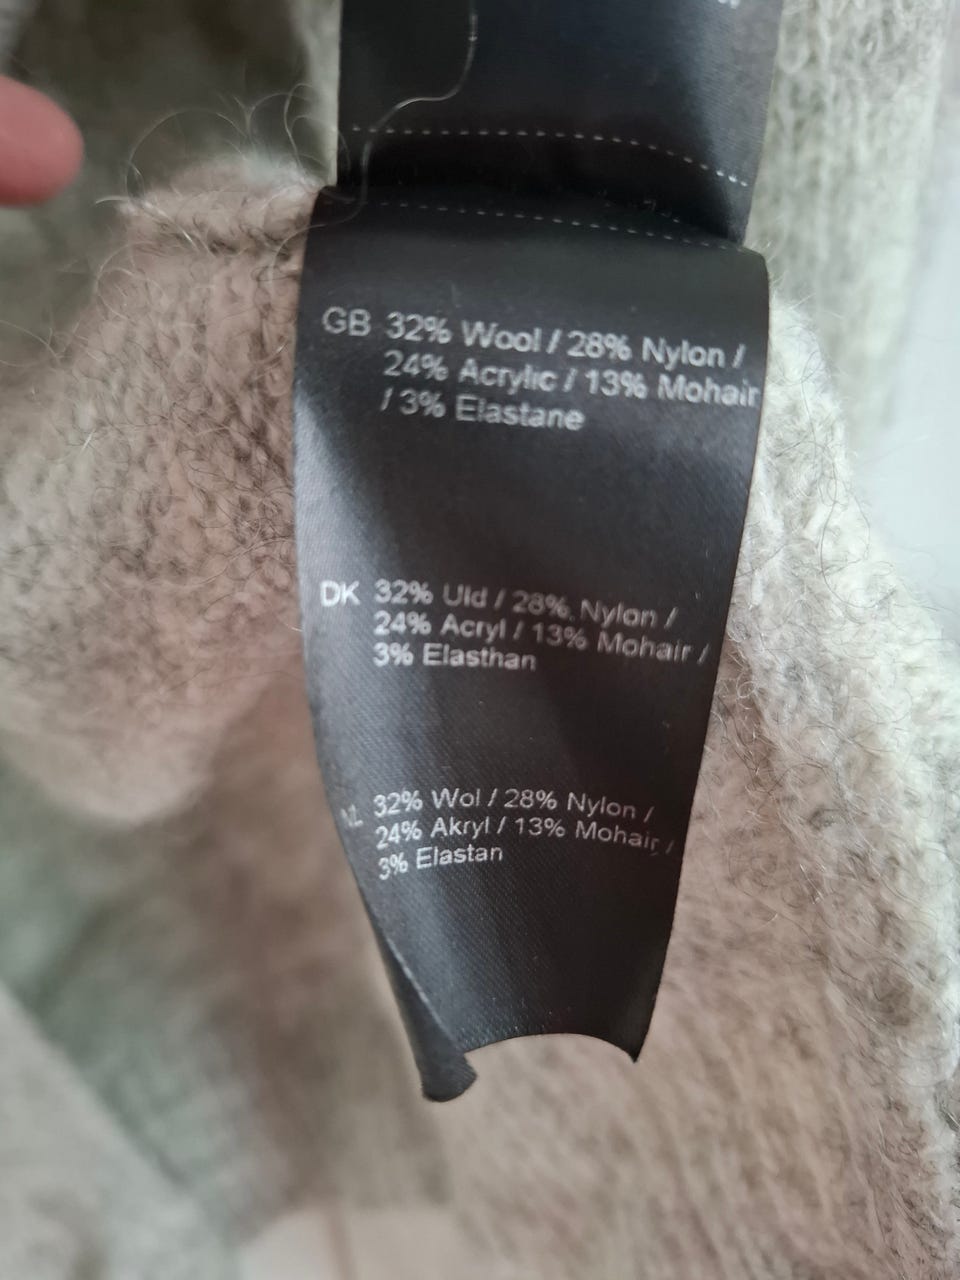 GB 32% Wool / 28% Nylon /
24% Acrylic / 13% Mohair
/ 3% Elastane
DK 32% Uld / 28% Nylon /
24% Acryl / 13% Mohair /
3% Elasthan
NL 32% Wol / 28% Nylon /
24% Akryl / 13% Mohair /
3% Elastan